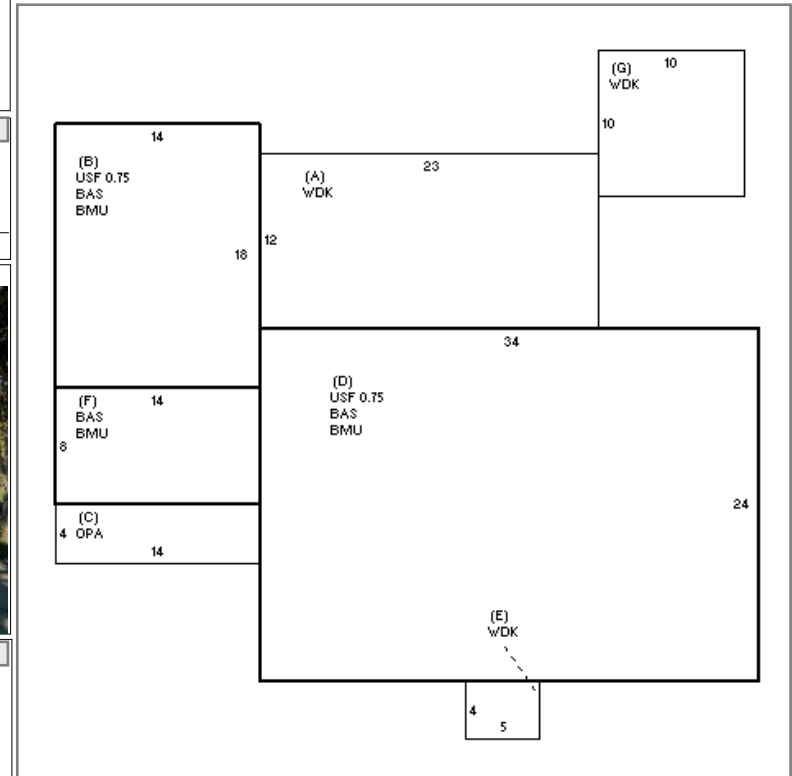 (G)
10
WDK
10
14
(B)
USF 0.75
BAS
BMU
18
23
(A)
WDK
12
34
(D)
USF 0.75
BAS
BMU
24
(F)
14
BAS
BMU
8
(C)
4 OPA
14
(E)
WDK
4
5